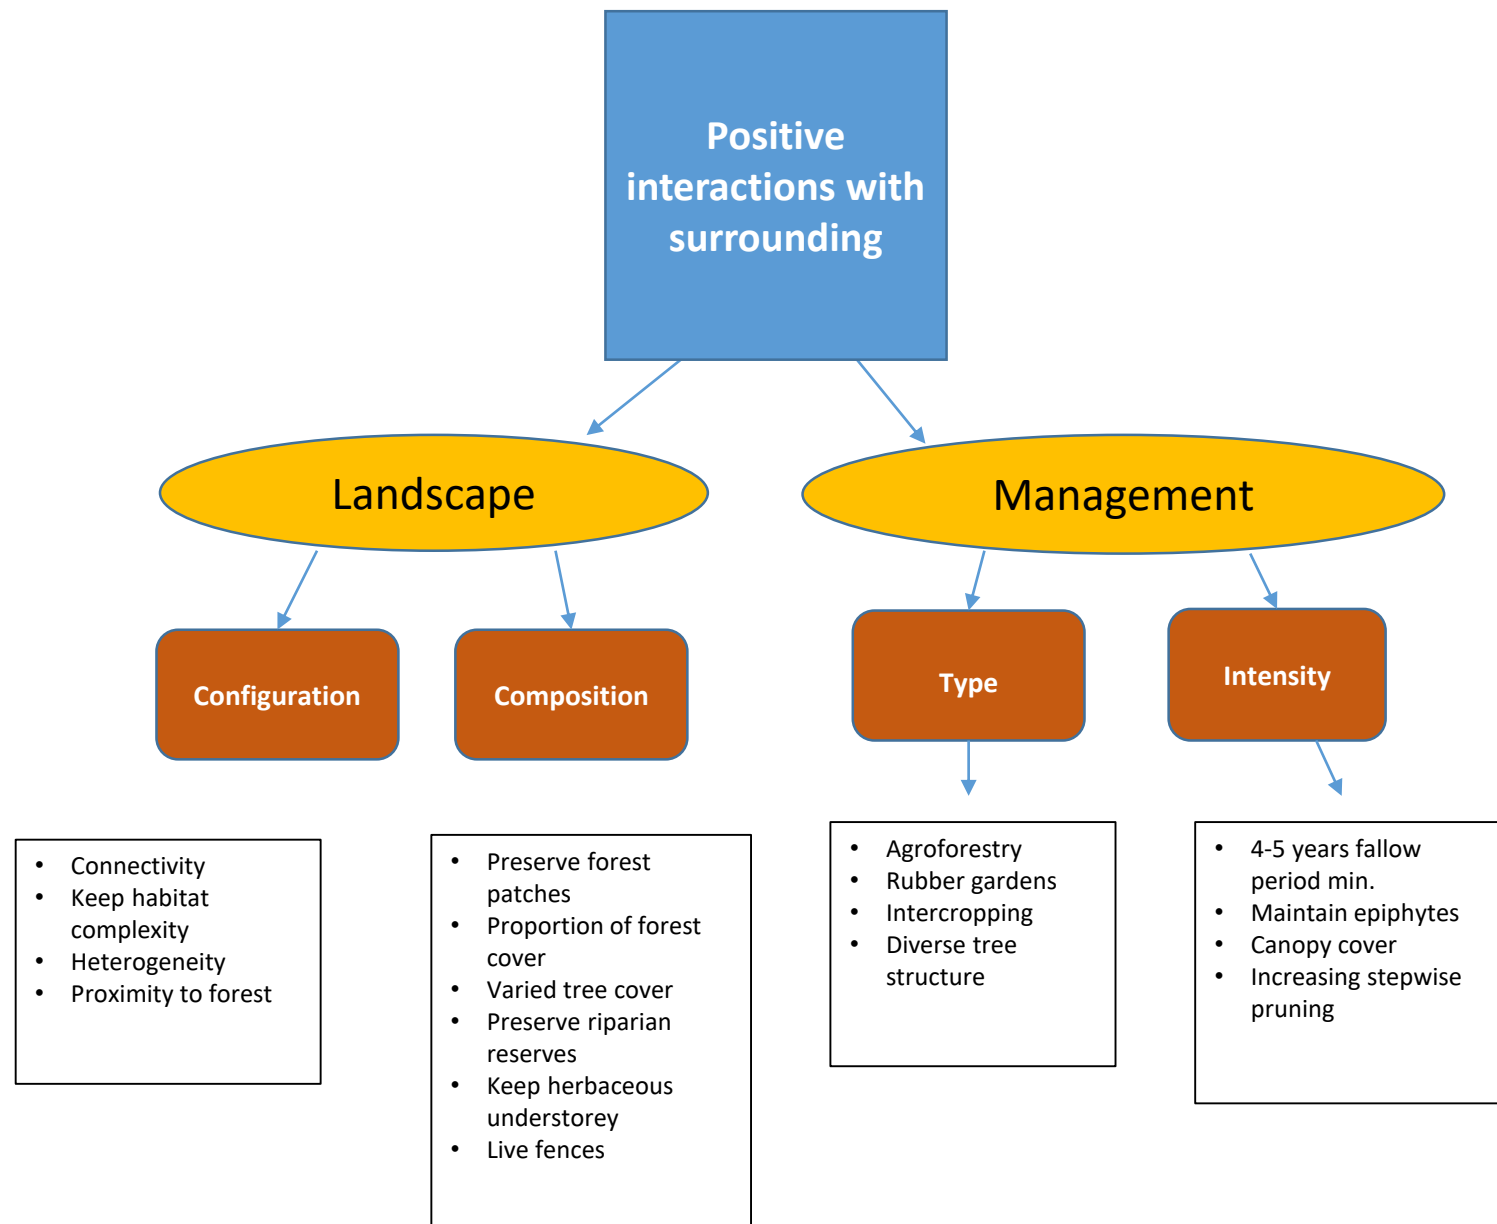 Positive
interactions with
surrounding
Landscape
Management
Configuration
Composition
Type
Intensity
• Connectivity
• Keep habitat
complexity
• Heterogeneity
• Proximity to forest
• Preserve forest
patches
• Proportion of forest
cover
• Varied tree cover
• Preserve riparian
reserves
• Keep herbaceous
understorey
• Live fences
• Agroforestry
• Rubber gardens
• Intercropping
• Diverse tree
structure
• 4-5 years fallow
period min.
• Maintain epiphytes
• Canopy cover
• Increasing stepwise
pruning